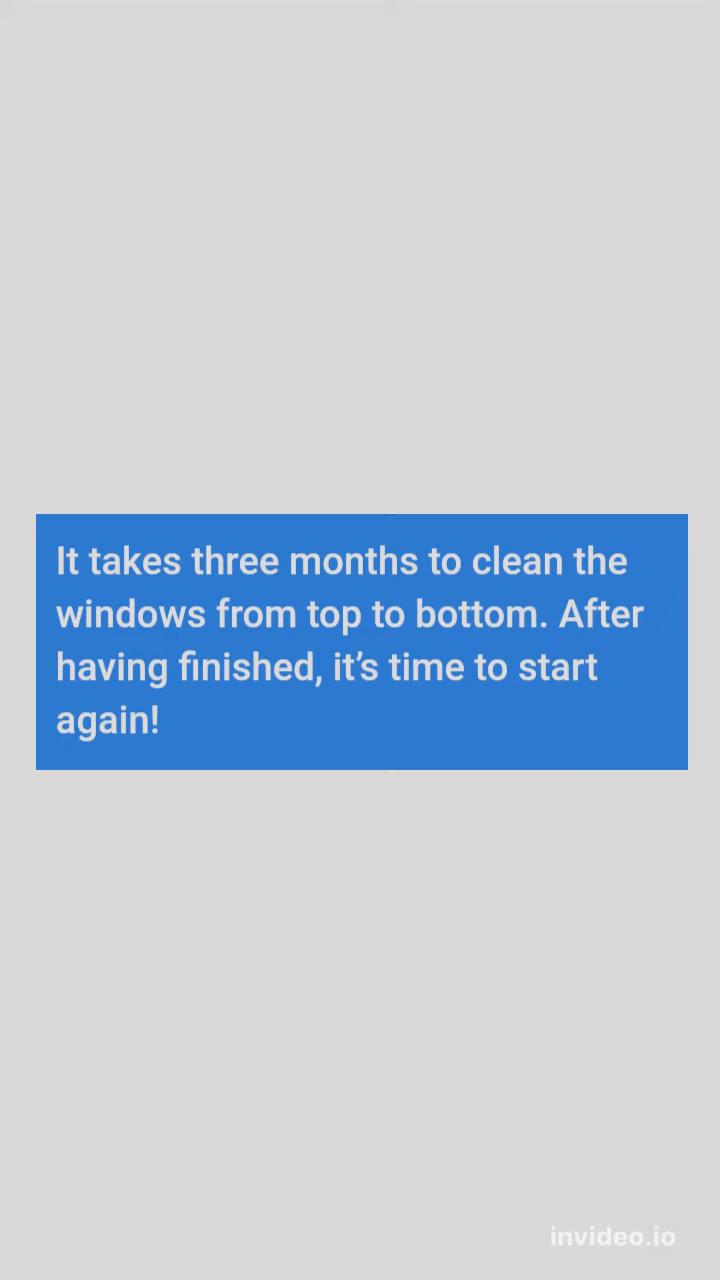 It takes three months to clean the
windows from top to bottom. After
having finished, it’s time to start
again!
invideo.io